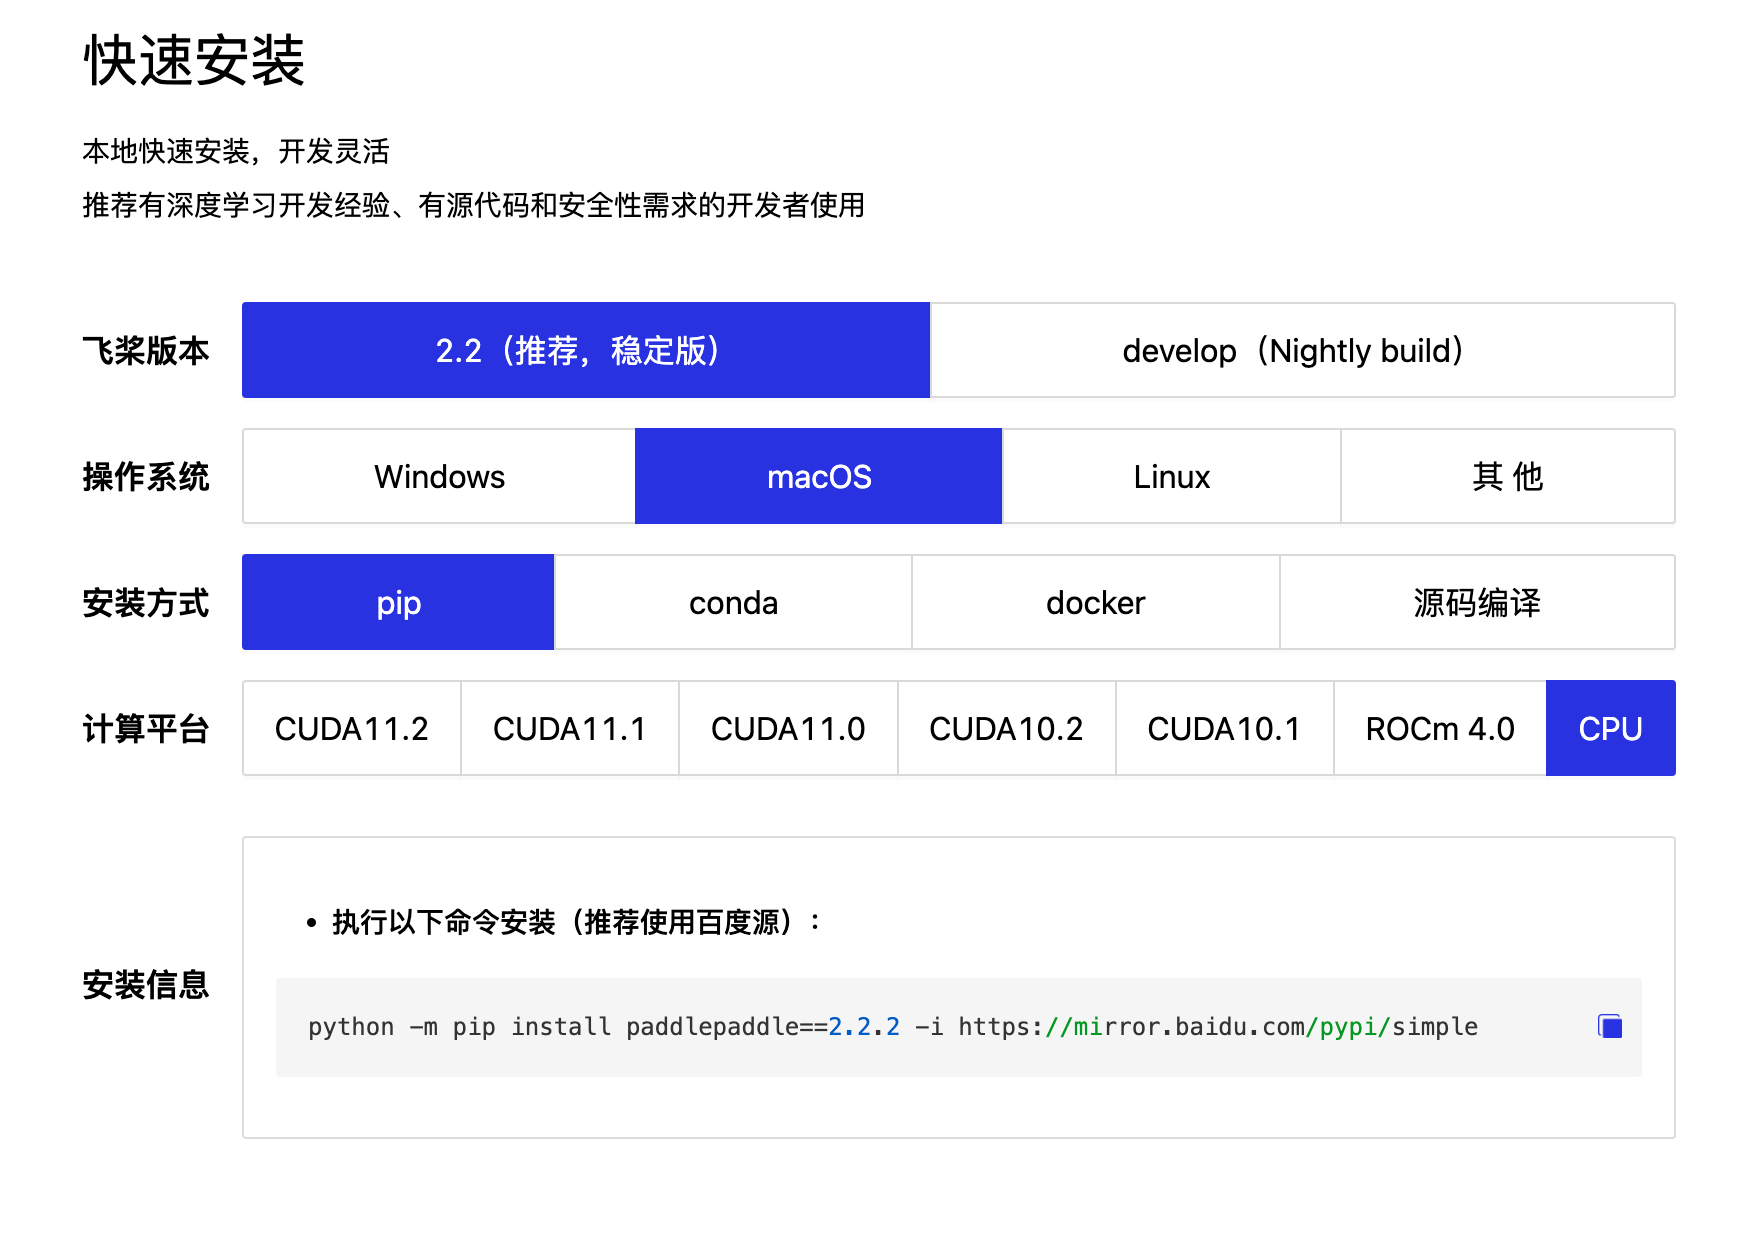 快速安装
本地快速安装，开发灵活
推荐有深度学习开发经验、有源代码和安全性需求的开发者使用
飞桨版本 2.2（推荐，稳定版） develop（Nightly build）
操作系统 Windows macOS Linux 其 他
安装方式 pip conda docker 源码编译
计算平台 CUDA11.2 CUDA11.1 CUDA11.0 CUDA10.2 CUDA10.1 ROCm 4.0 CPU
• 执行以下命令安装（推荐使用百度源）：
安装信息
python -m pip install paddlepaddle==2.2.2 -i https://mirror.baidu.com/pypi/simple